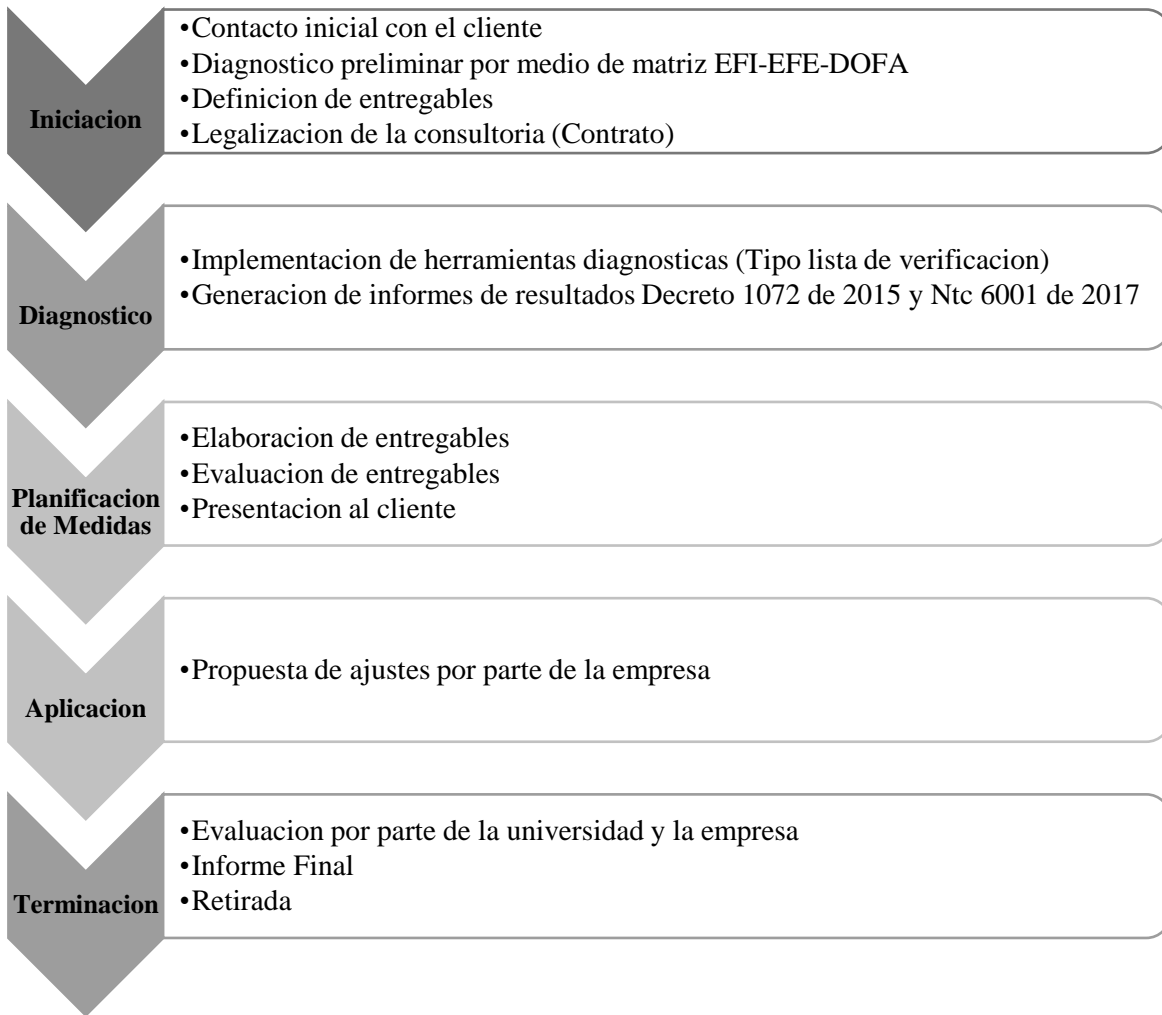 Iniciacion
•Contacto inicial con el cliente
•Diagnostico preliminar por medio de matriz EFI-EFE-DOFA
•Definicion de entregables
•Legalizacion de la consultoria (Contrato)
Diagnostico
•Implementacion de herramientas diagnosticas (Tipo lista de verificacion)
•Generacion de informes de resultados Decreto 1072 de 2015 y Ntc 6001 de 2017
Planificacion
de Medidas
•Elaboracion de entregables
•Evaluacion de entregables
•Presentacion al cliente
Aplicacion
•Propuesta de ajustes por parte de la empresa
Terminacion
•Evaluacion por parte de la universidad y la empresa
•Informe Final
•Retirada